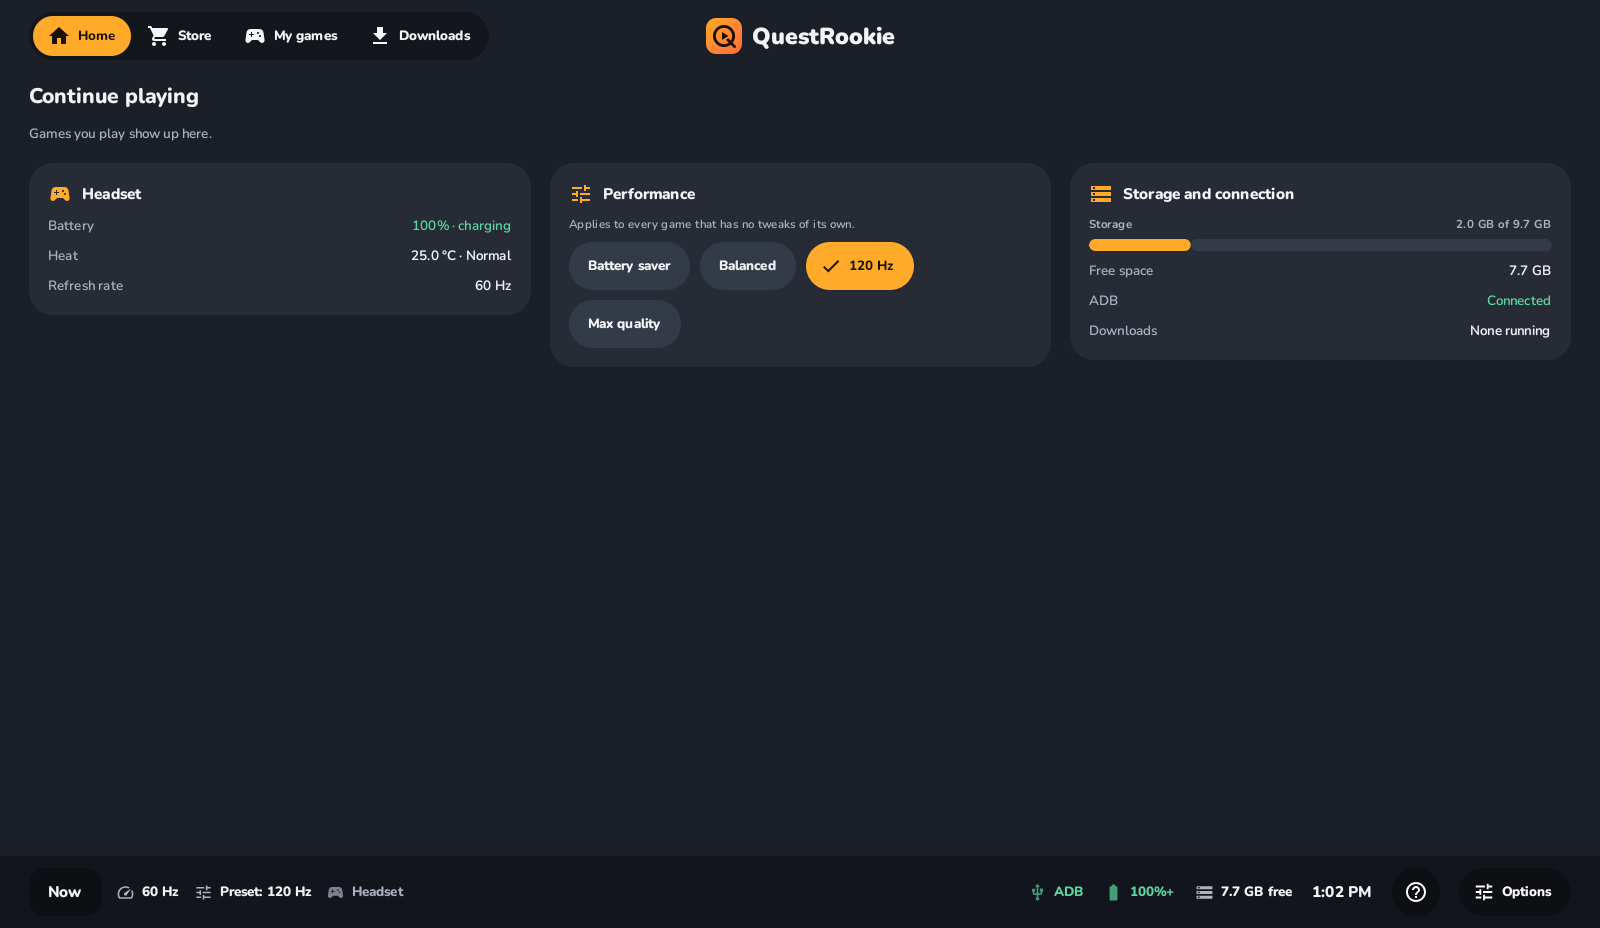 Home
Store
My games
Downloads
QuestRookie
Continue playing
Games you play show up here.
Headset
Battery
100% · charging
Heat
25.0 °C · Normal
Refresh rate
60 Hz
Performance
Applies to every game that has no tweaks of its own.
Battery saver
Balanced
120 Hz
Max quality
Storage and connection
Storage
2.0 GB of 9.7 GB
Free space
7.7 GB
ADB
Connected
Downloads
None running
Now
60 Hz
Preset: 120 Hz
Headset
ADB
100%+
7.7 GB free
1:02 PM
Options